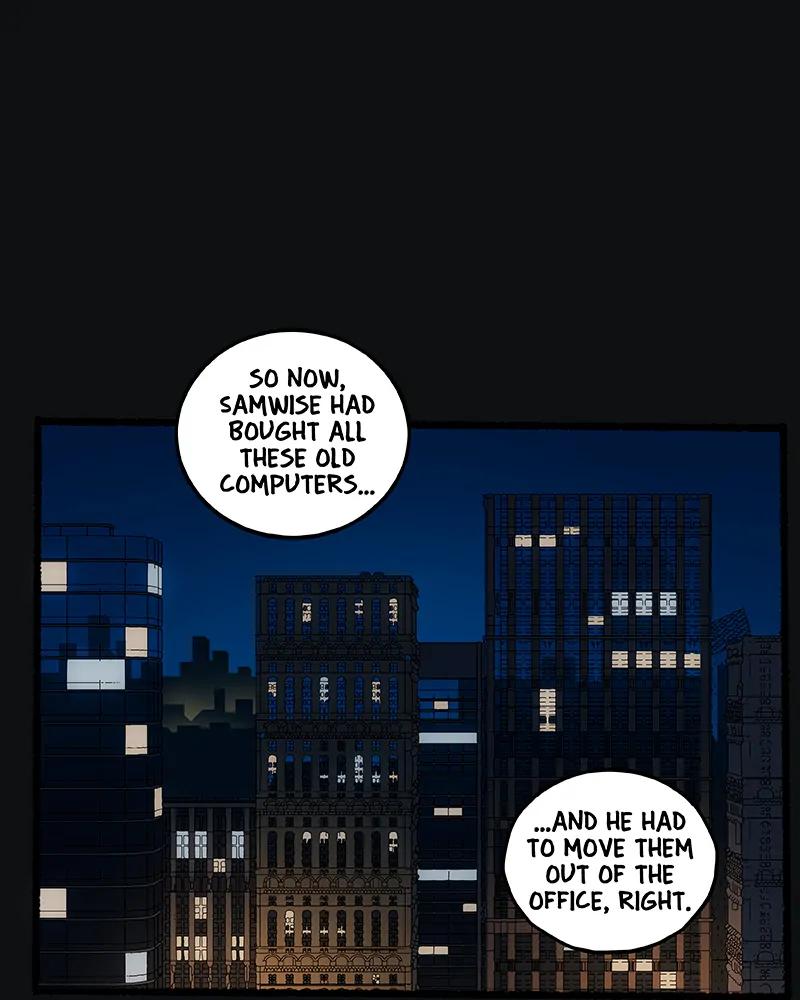 SO NOW,
SAMWISE HAD
BOUGHT ALL
THESE OLD
COMPUTERS...
...AND HE HAD
TO MOVE THEM
OUT OF THE
OFFICE, RIGHT.